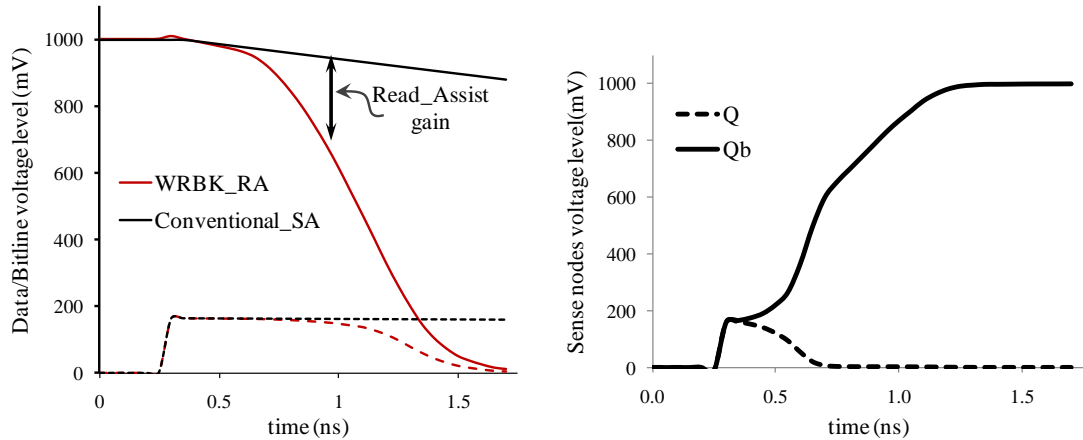 Data/Bitline voltage level (mV)
1000
800
600
400
200
0
Read_Assist
gain
WRBK_RA
Conventional_SA
0
0.5
1
1.5
time (ns)
Sense nodes voltage level(mV)
1000
800
600
400
200
0
Q
Qb
0.0
0.5
1.0
1.5
time (ns)